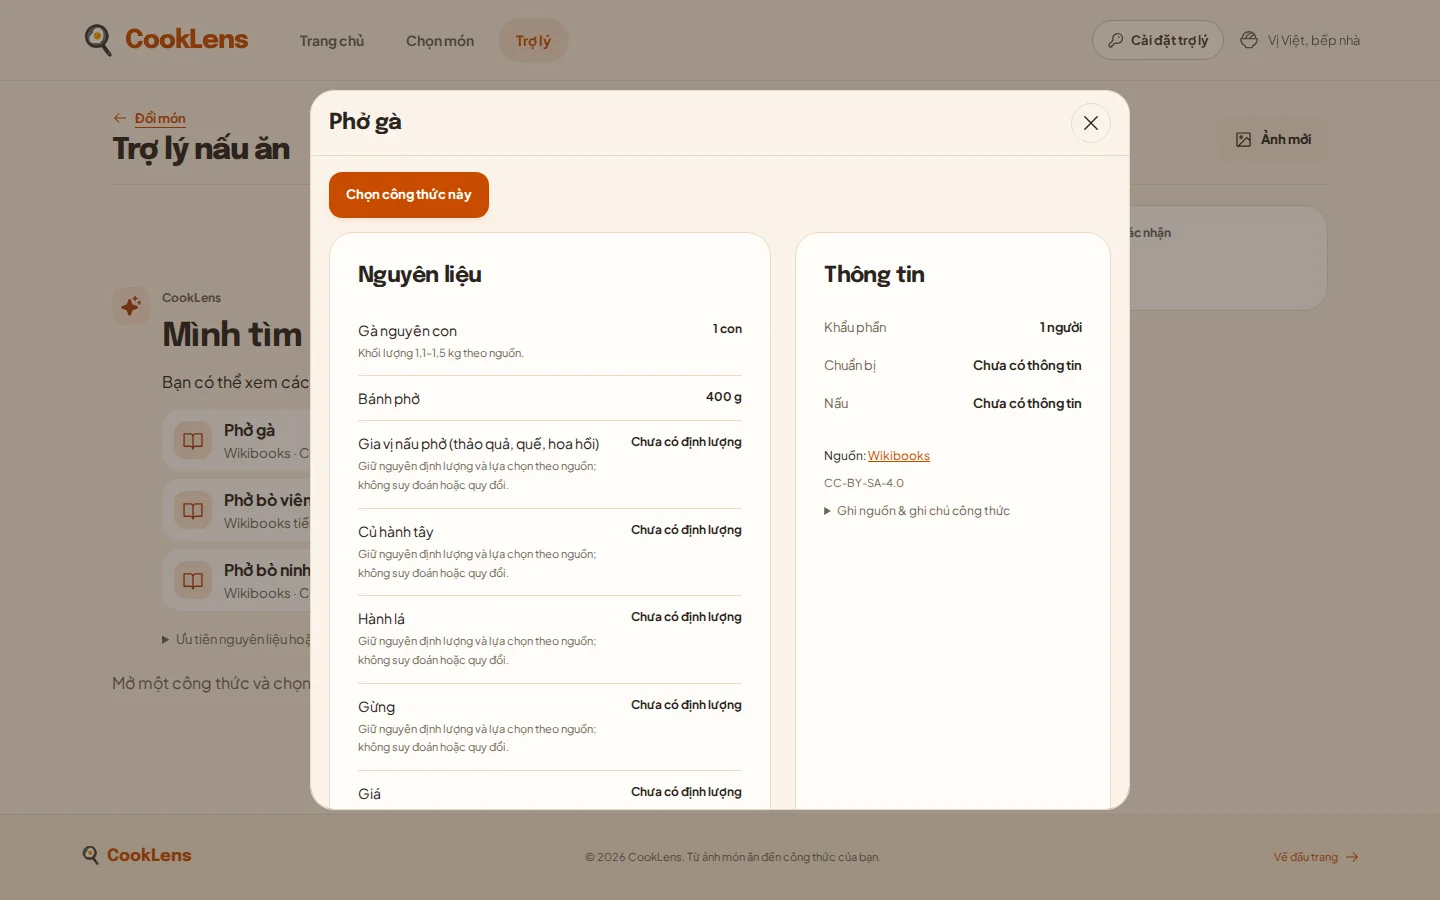 CookLens
Trang chủ
Chọn món
Trợ lý
Cài đặt trợ lý
Vị Việt, bếp nhà
Đổi món
Trợ lý nấu ăn
Ảnh mới
Phở gà
Chọn công thức này
Nguyên liệu
Gà nguyên con
1 con
Khối lượng 1,1–1,5 kg theo nguồn.
Bánh phở
400 g
Gia vị nấu phở (thảo quả, quế, hoa hồi)
Chưa có định lượng
Giữ nguyên định lượng và lựa chọn theo nguồn;
không suy đoán hoặc quy đổi.
Củ hành tây
Chưa có định lượng
Giữ nguyên định lượng và lựa chọn theo nguồn;
không suy đoán hoặc quy đổi.
Hành lá
Chưa có định lượng
Giữ nguyên định lượng và lựa chọn theo nguồn;
không suy đoán hoặc quy đổi.
Gừng
Chưa có định lượng
Giữ nguyên định lượng và lựa chọn theo nguồn;
không suy đoán hoặc quy đổi.
Giá
Chưa có định lượng
Thông tin
Khẩu phần
1 người
Chuẩn bị
Chưa có thông tin
Nấu
Chưa có thông tin
Nguồn: Wikibooks
CC-BY-SA-4.0
Ghi nguồn & ghi chú công thức
CookLens
Mình tìm
Bạn có thể xem các
Phở gà
Wikibooks · C
Phở bò viên
Wikibooks tiế
Phở bò ninh
Wikibooks · C
Ưu tiên nguyên liệu hoặ
Mở một công thức và chọn
nhận
CookLens
© 2026 CookLens. Từ ảnh món ăn đến công thức của bạn.
Về đầu trang